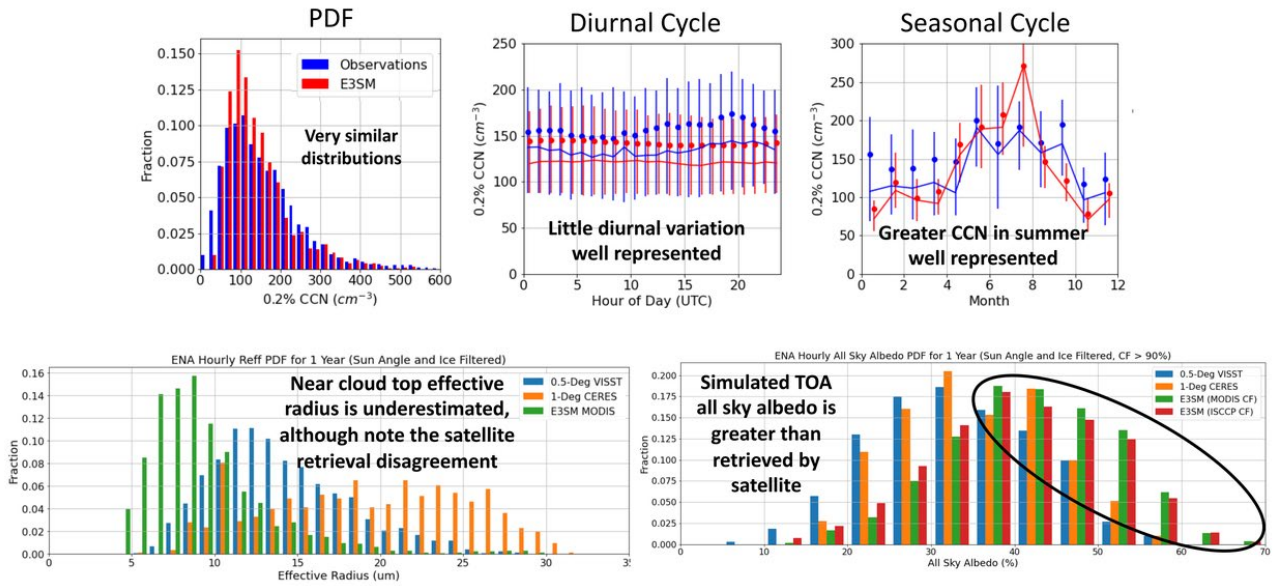 PDF
Diurnal Cycle
Seasonal Cycle
0.150
0.125
0.100
0.075
0.050
0.025
0.000
Fraction
Observations
E3SM
Very similar
distributions
0
100
200
300
400
500
600
0.2% CCN (cm⁻³)
250
200
150
100
50
0
0.2% CCN (cm⁻³)
Little diurnal variation
well represented
0
5
10
15
20
Hour of Day (UTC)
300
250
200
150
100
50
0
0.2% CCN (cm⁻³)
Greater CCN in summer
well represented
0
2
4
6
8
10
12
Month
ENA Hourly Reff PDF for 1 Year (Sun Angle and Ice Filtered)
0.16
0.14
0.12
0.10
0.08
0.06
0.04
0.02
0.00
Fraction
Near cloud top effective
radius is underestimated,
although note the satellite
retrieval disagreement
0.5-Deg VISST
1-Deg CERES
E3SM MODIS
0
5
10
15
20
25
30
Effective Radius (um)
ENA Hourly All Sky Albedo PDF for 1 Year (Sun Angle and Ice Filtered, CF > 90%)
0.200
0.175
0.150
0.125
0.100
0.075
0.050
0.025
0.000
Fraction
Simulated TOA
all sky albedo is
greater than
retrieved by
satellite
0.5-Deg VISST
1-Deg CERES
E3SM (MODIS CF)
E3SM (ISCCP CF)
0
10
20
30
40
50
60
70
All Sky Albedo (%)